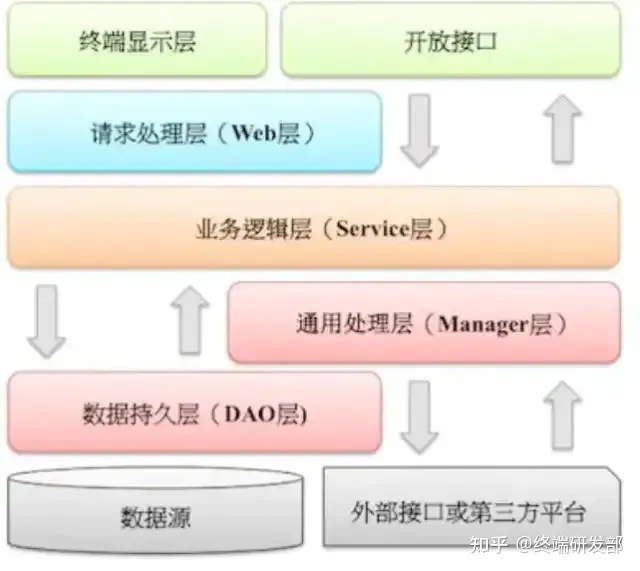 终端显示层
开放接口
请求处理层（Web层）
业务逻辑层（Service层）
通用处理层（Manager层）
数据持久层（DAO层)
数据源
外部接口或第三方平台
知乎 @终端研发部